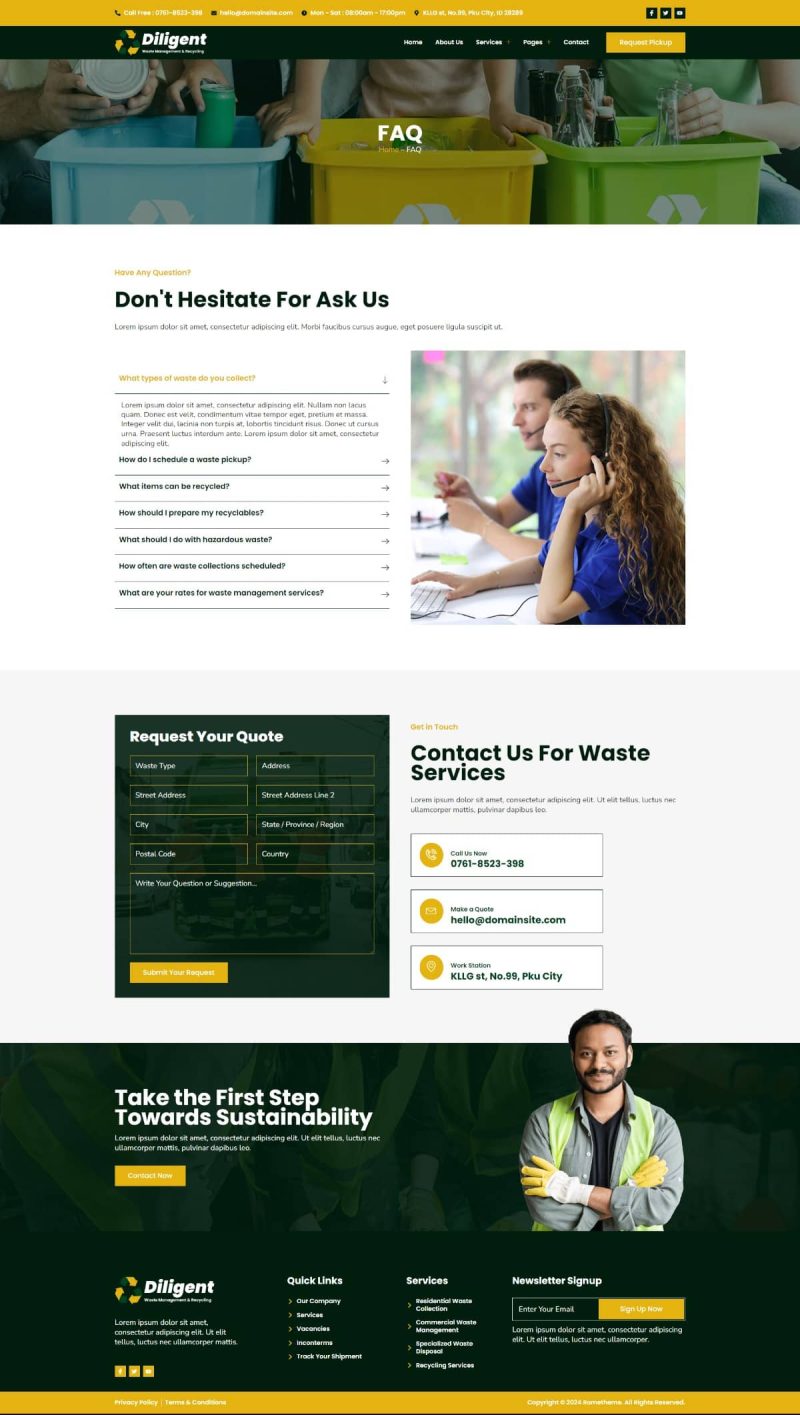 Call Free : 0761-8523-398 hello@domainsite.com Mon - Sat : 08:00am - 17:00pm KLLG st, No.99, Pku City, ID 28289
Diligent
Waste Management & Recycling
Home About Us Services + Pages + Contact Request Pickup
FAQ
Home - FAQ
Have Any Question?
Don't Hesitate For Ask Us
Lorem ipsum dolor sit amet, consectetur adipiscing elit. Morbi faucibus cursus augue, eget posuere ligula suscipit ut.
What types of waste do you collect?
Lorem ipsum dolor sit amet, consectetur adipiscing elit. Nullam non lacus
quam. Donec est velit, condimentum vitae tempor eget, pretium et massa.
Integer velit dui, lacinia non turpis at, lobortis tincidunt risus. Donec ut cursus
urna. Praesent luctus interdum ante. Lorem ipsum dolor sit amet, consectetur
adipiscing elit.
How do I schedule a waste pickup?
What items can be recycled?
How should I prepare my recyclables?
What should I do with hazardous waste?
How often are waste collections scheduled?
What are your rates for waste management services?
Request Your Quote
Waste Type Address
Street Address Street Address Line 2
City State / Province / Region
Postal Code Country
Write Your Question or Suggestion...
Submit Your Request
Get in Touch
Contact Us For Waste
Services
Lorem ipsum dolor sit amet, consectetur adipiscing elit. Ut elit tellus, luctus nec
ullamcorper mattis, pulvinar dapibus leo.
Call Us Now
0761-8523-398
Make a Quote
hello@domainsite.com
Work Station
KLLG st, No.99, Pku City
Take the First Step
Towards Sustainability
Lorem ipsum dolor sit amet, consectetur adipiscing elit. Ut elit tellus, luctus nec
ullamcorper mattis, pulvinar dapibus leo.
Contact Now
Diligent
Waste Management & Recycling
Lorem ipsum dolor sit amet,
consectetur adipiscing elit. Ut elit
tellus, luctus nec ullamcorper mattis.
Quick Links
Our Company
Services
Vacancies
Inconterms
Track Your Shipment
Services
Residential Waste
Collection
Commercial Waste
Management
Specialized Waste
Disposal
Recycling Services
Newsletter Signup
Enter Your Email Sign Up Now
Lorem ipsum dolor sit amet, consectetur adipiscing
elit. Ut elit tellus, luctus nec ullamcorper.
Privacy Policy | Terms & Conditions
Copyright © 2024 Rometheme. All Rights Reserved.